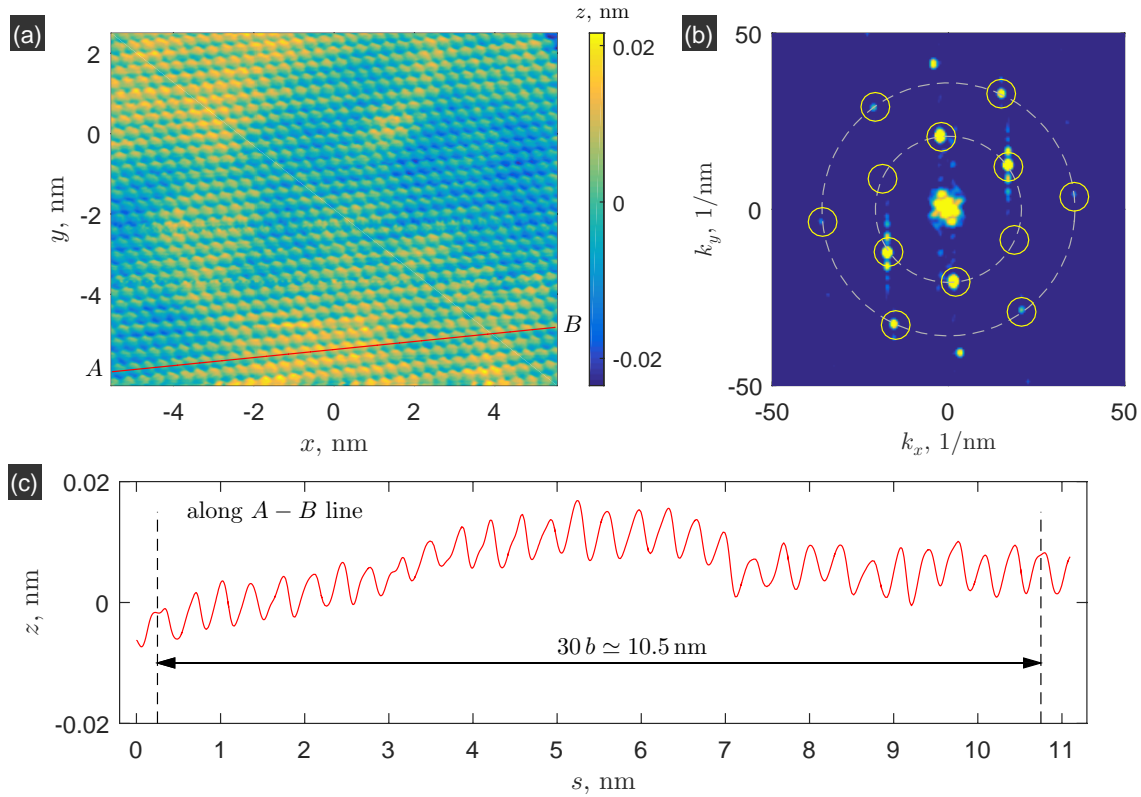 (a)
z, nm
2
0
-2
-4
y, nm
A
B
-4
-2
0
2
4
x, nm
0.02
0
-0.02
(b)
50
0
-50
k_y, 1/nm
-50
0
50
k_x, 1/nm
(c)
0.02
0
-0.02
z, nm
along A − B line
30 b ≃ 10.5 nm
0 1 2 3 4 5 6 7 8 9 10 11
s, nm